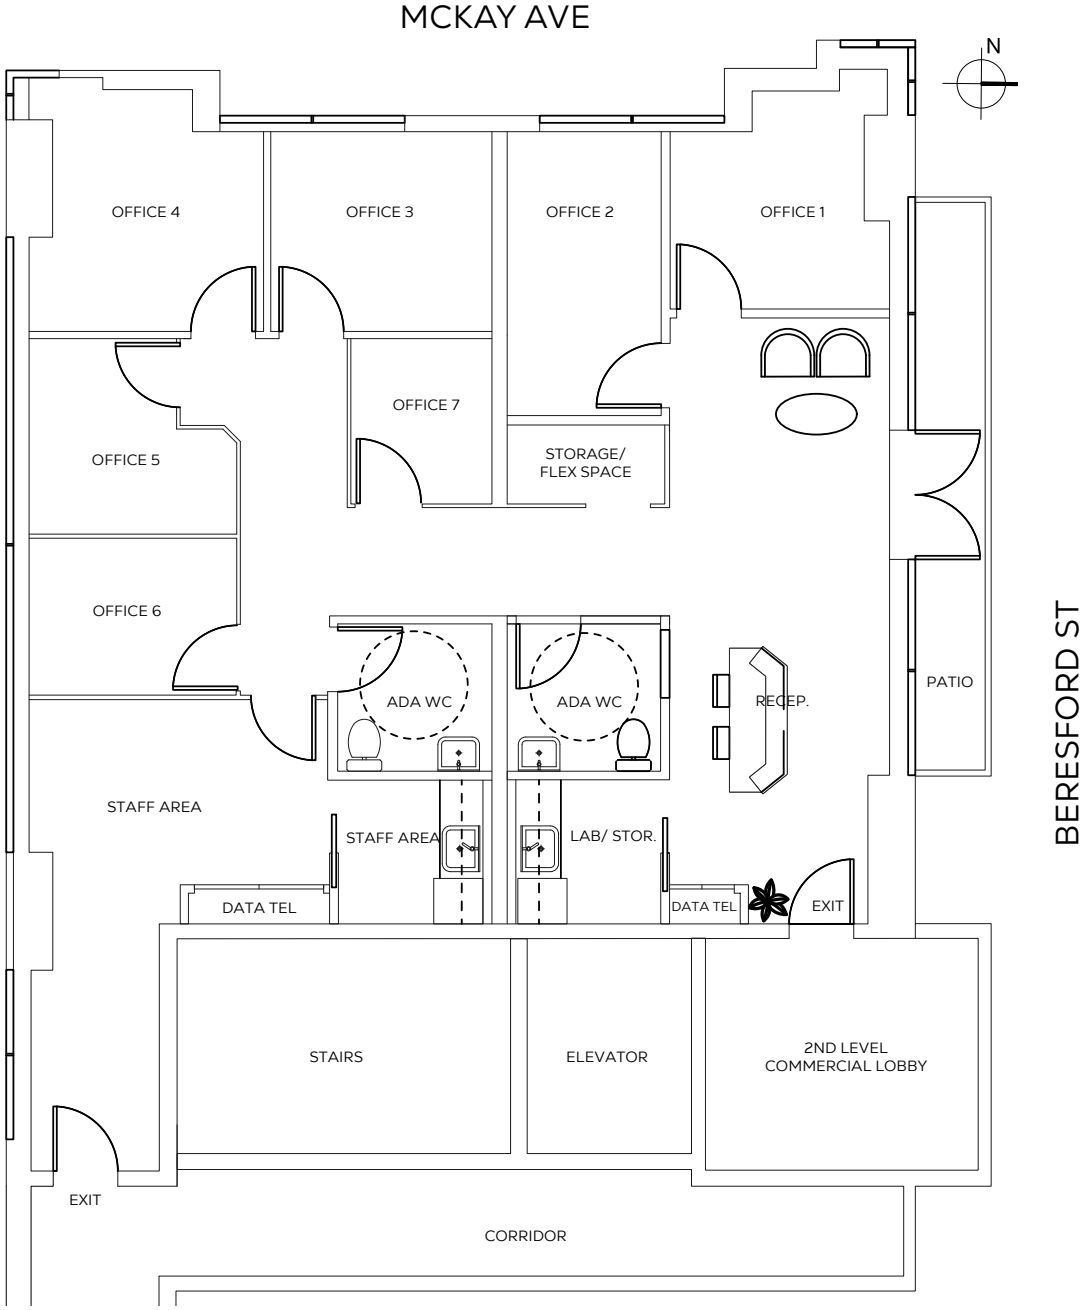 MCKAY AVE
N
OFFICE 4
OFFICE 3
OFFICE 2
OFFICE 1
OFFICE 7
OFFICE 5
STORAGE/
FLEX SPACE
OFFICE 6
ADA WC
ADA WC
RECEP.
PATIO
BERESFORD ST
STAFF AREA
STAFF AREA
LAB/ STOR.
DATA TEL
DATA TEL
EXIT
STAIRS
ELEVATOR
2ND LEVEL
COMMERCIAL LOBBY
EXIT
CORRIDOR